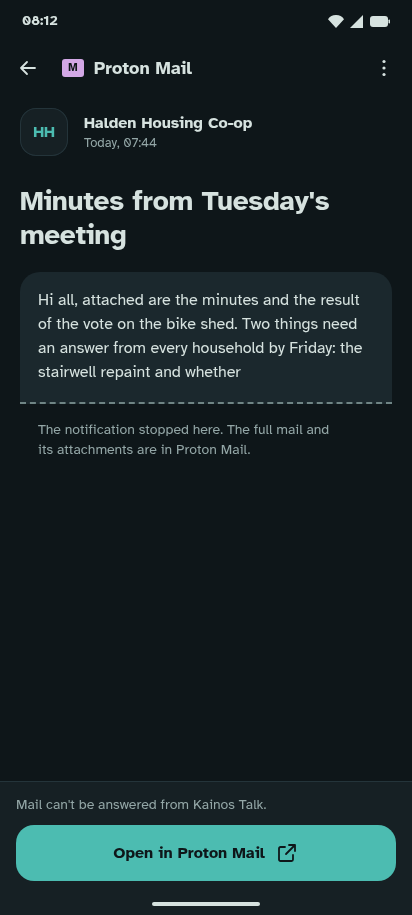 08:12
M Proton Mail
HH
Halden Housing Co-op
Today, 07:44
Minutes from Tuesday's
meeting
Hi all, attached are the minutes and the result
of the vote on the bike shed. Two things need
an answer from every household by Friday: the
stairwell repaint and whether
The notification stopped here. The full mail and
its attachments are in Proton Mail.
Mail can't be answered from Kainos Talk.
Open in Proton Mail